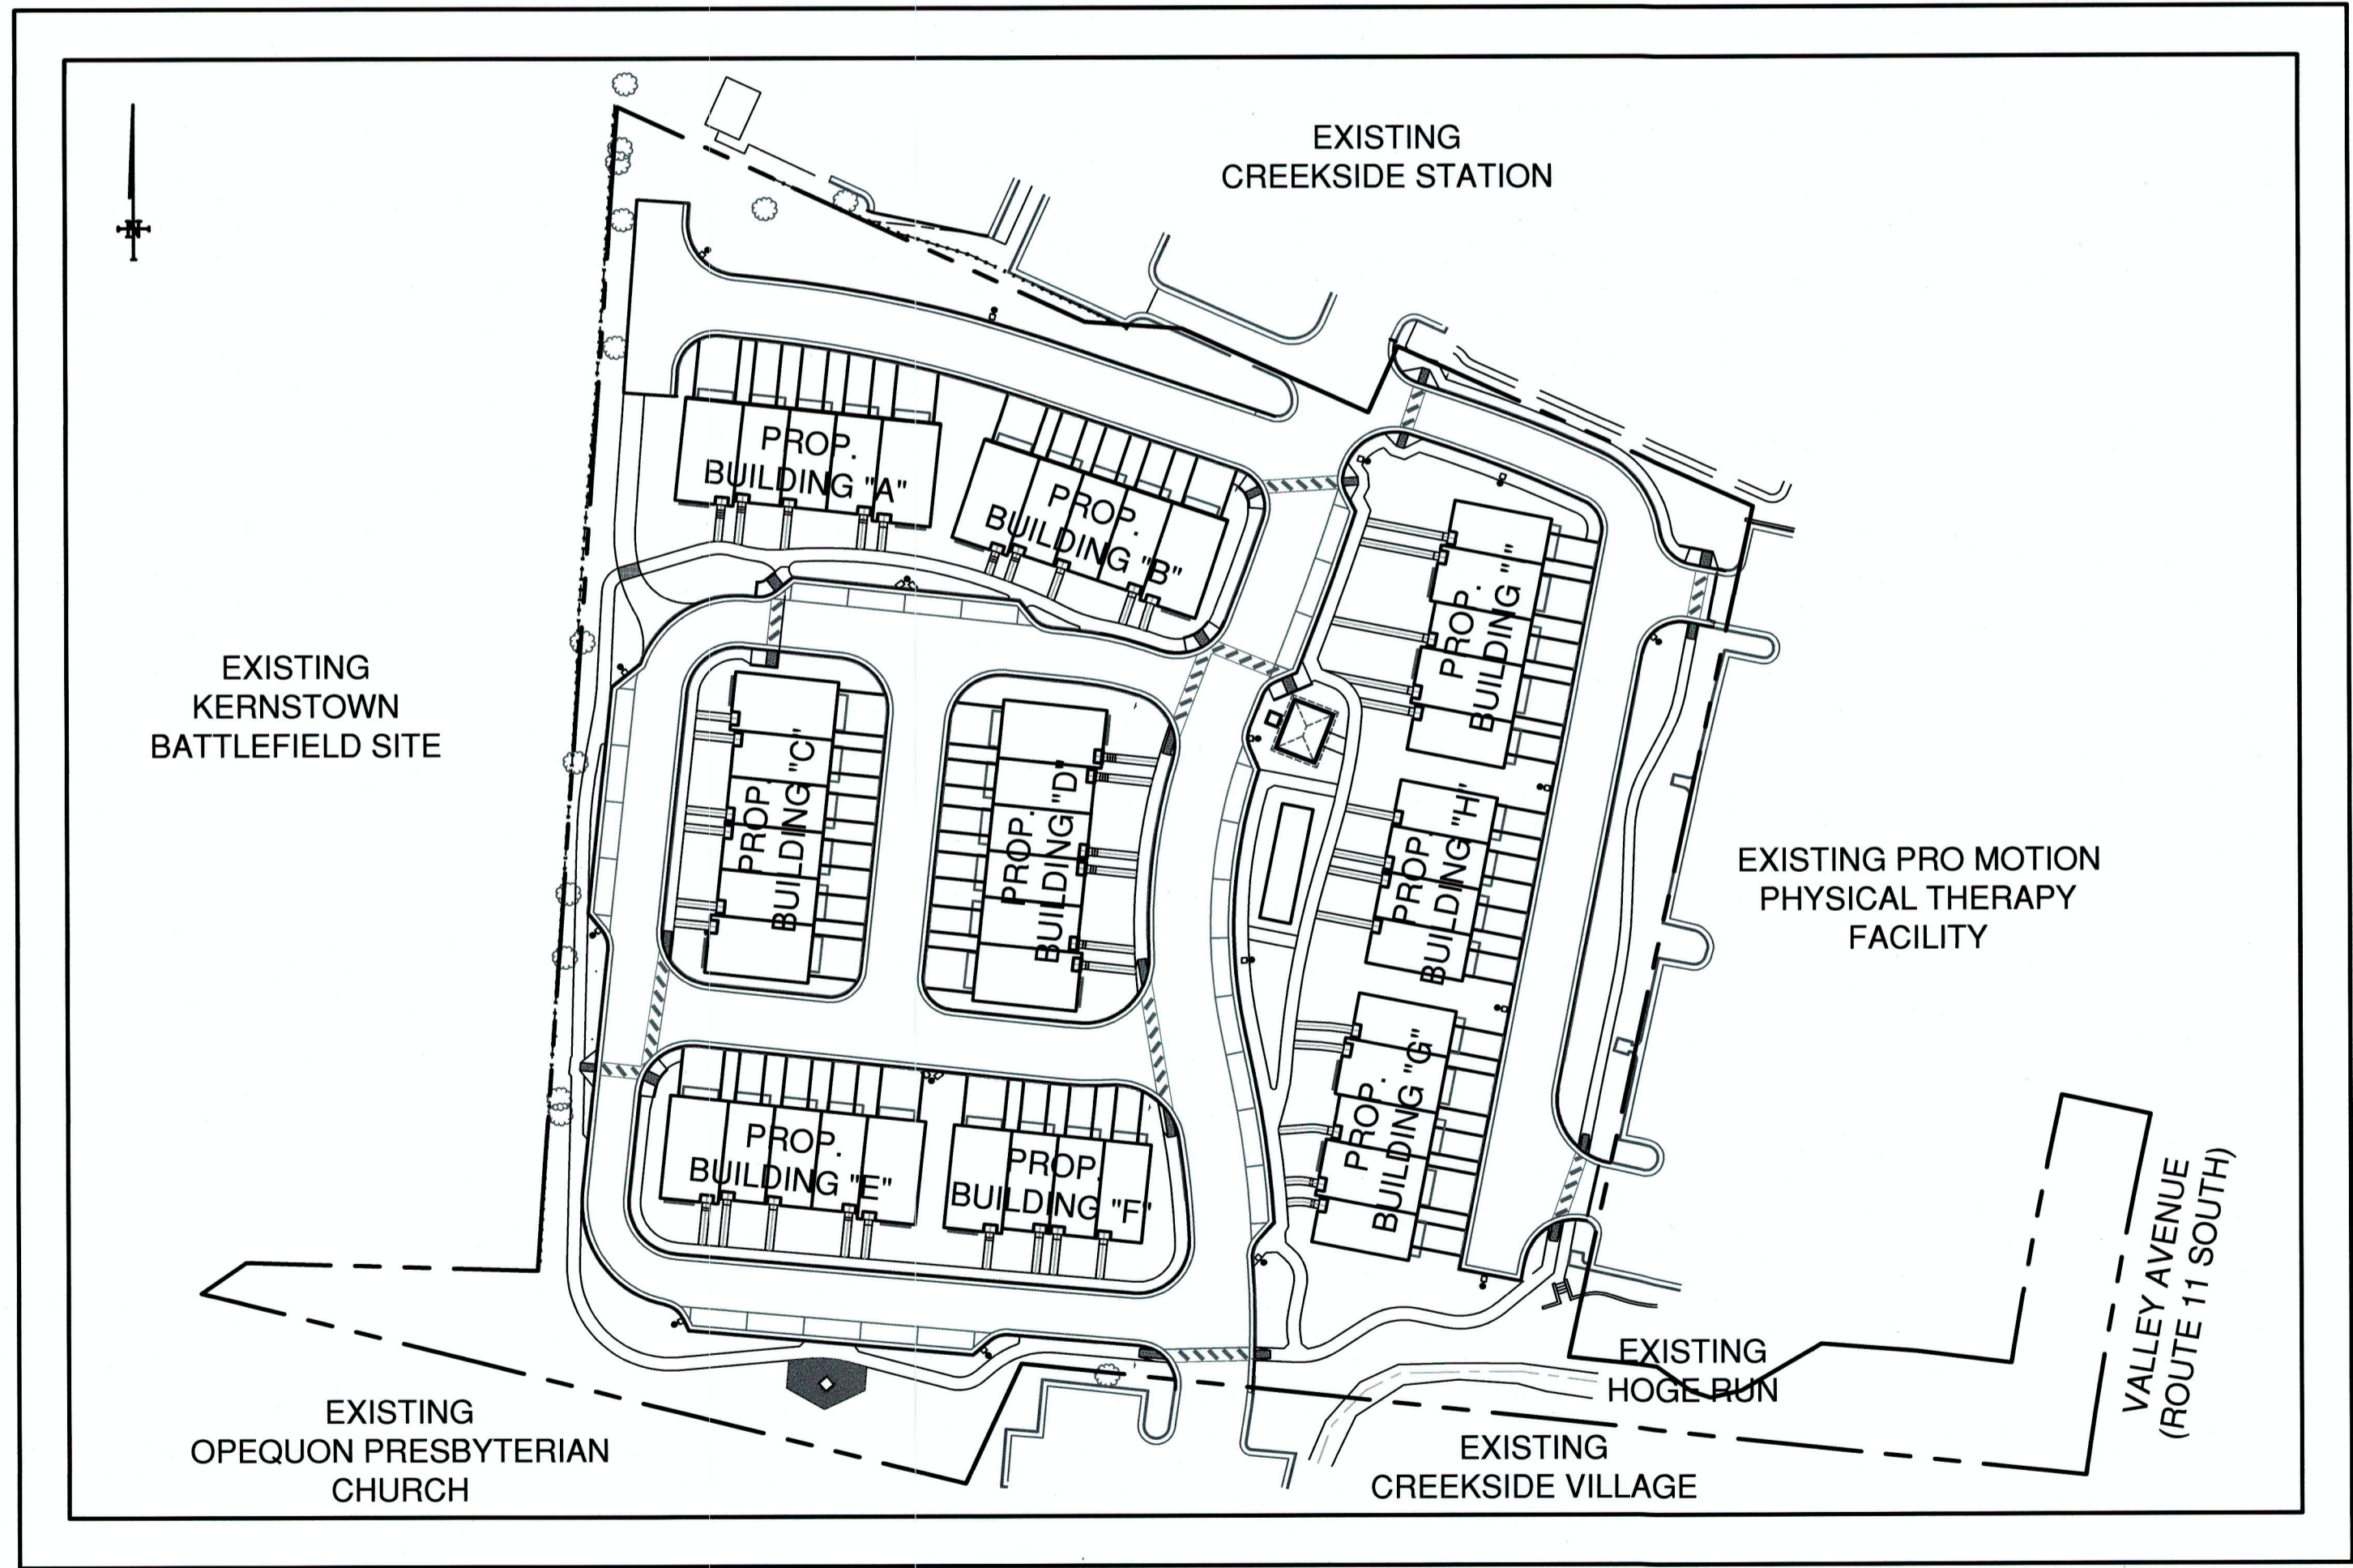 EXISTING
CREEKSIDE STATION
N
PROP.
BUILDING "A"
PROP.
BUILDING "B"
PROP.
BUILDING "I"
EXISTING
KERNSTOWN
BATTLEFIELD SITE
PROP.
BUILDING "C"
PROP.
BUILDING "D"
PROP.
BUILDING "H"
EXISTING PRO MOTION
PHYSICAL THERAPY
FACILITY
PROP.
BUILDING "G"
PROP.
BUILDING "E"
PROP.
BUILDING "F"
VALLEY AVENUE
(ROUTE 11 SOUTH)
EXISTING
HOGE RUN
EXISTING
OPEQUON PRESBYTERIAN
CHURCH
EXISTING
CREEKSIDE VILLAGE